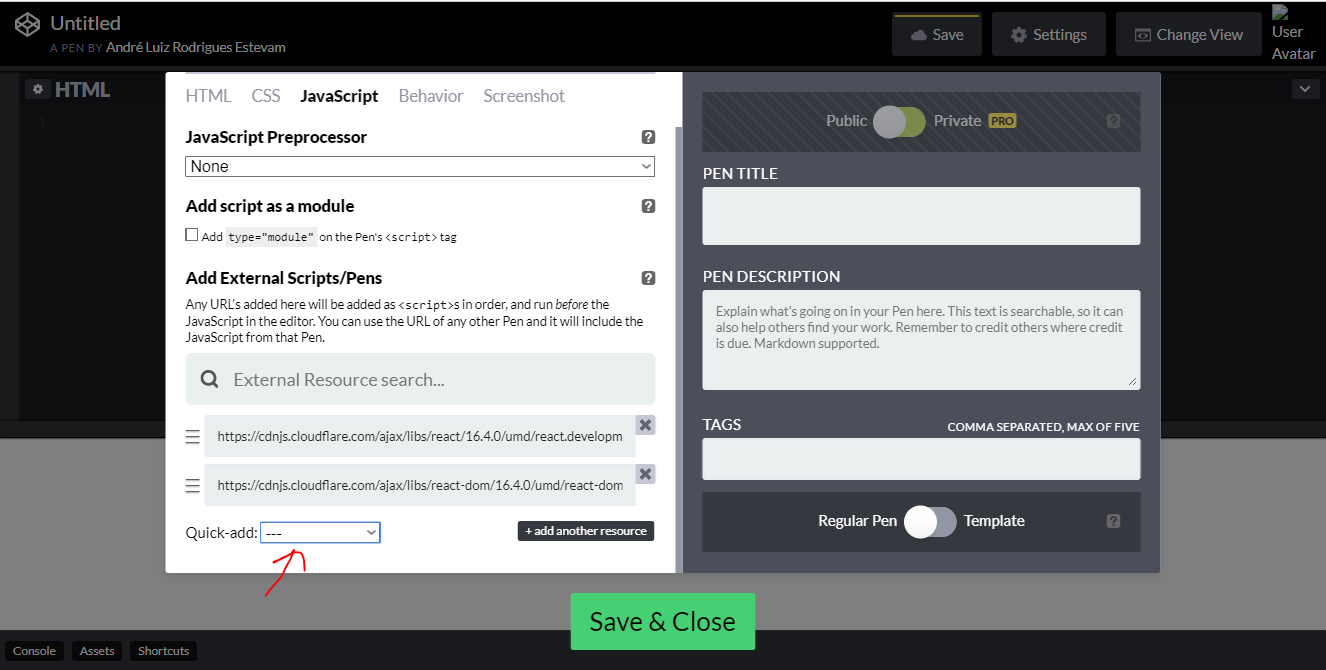 Untitled
A PEN BY André Luiz Rodrigues Estevam
Save
Settings
Change View
User
Avatar
HTML
1
HTML CSS JavaScript Behavior Screenshot
JavaScript Preprocessor
?
None
Add script as a module
?
Add type="module" on the Pen's <script> tag
Add External Scripts/Pens
?
Any URL's added here will be added as <script>s in order, and run before the
JavaScript in the editor. You can use the URL of any other Pen and it will include the
JavaScript from that Pen.
External Resource search...
https://cdnjs.cloudflare.com/ajax/libs/react/16.4.0/umd/react.developm
https://cdnjs.cloudflare.com/ajax/libs/react-dom/16.4.0/umd/react-dom
Quick-add: ---
+ add another resource
Public Private PRO
?
PEN TITLE
PEN DESCRIPTION
Explain what's going on in your Pen here. This text is searchable, so it can
also help others find your work. Remember to credit others where credit
is due. Markdown supported.
TAGS
COMMA SEPARATED, MAX OF FIVE
Regular Pen Template
?
Save & Close
Console Assets Shortcuts